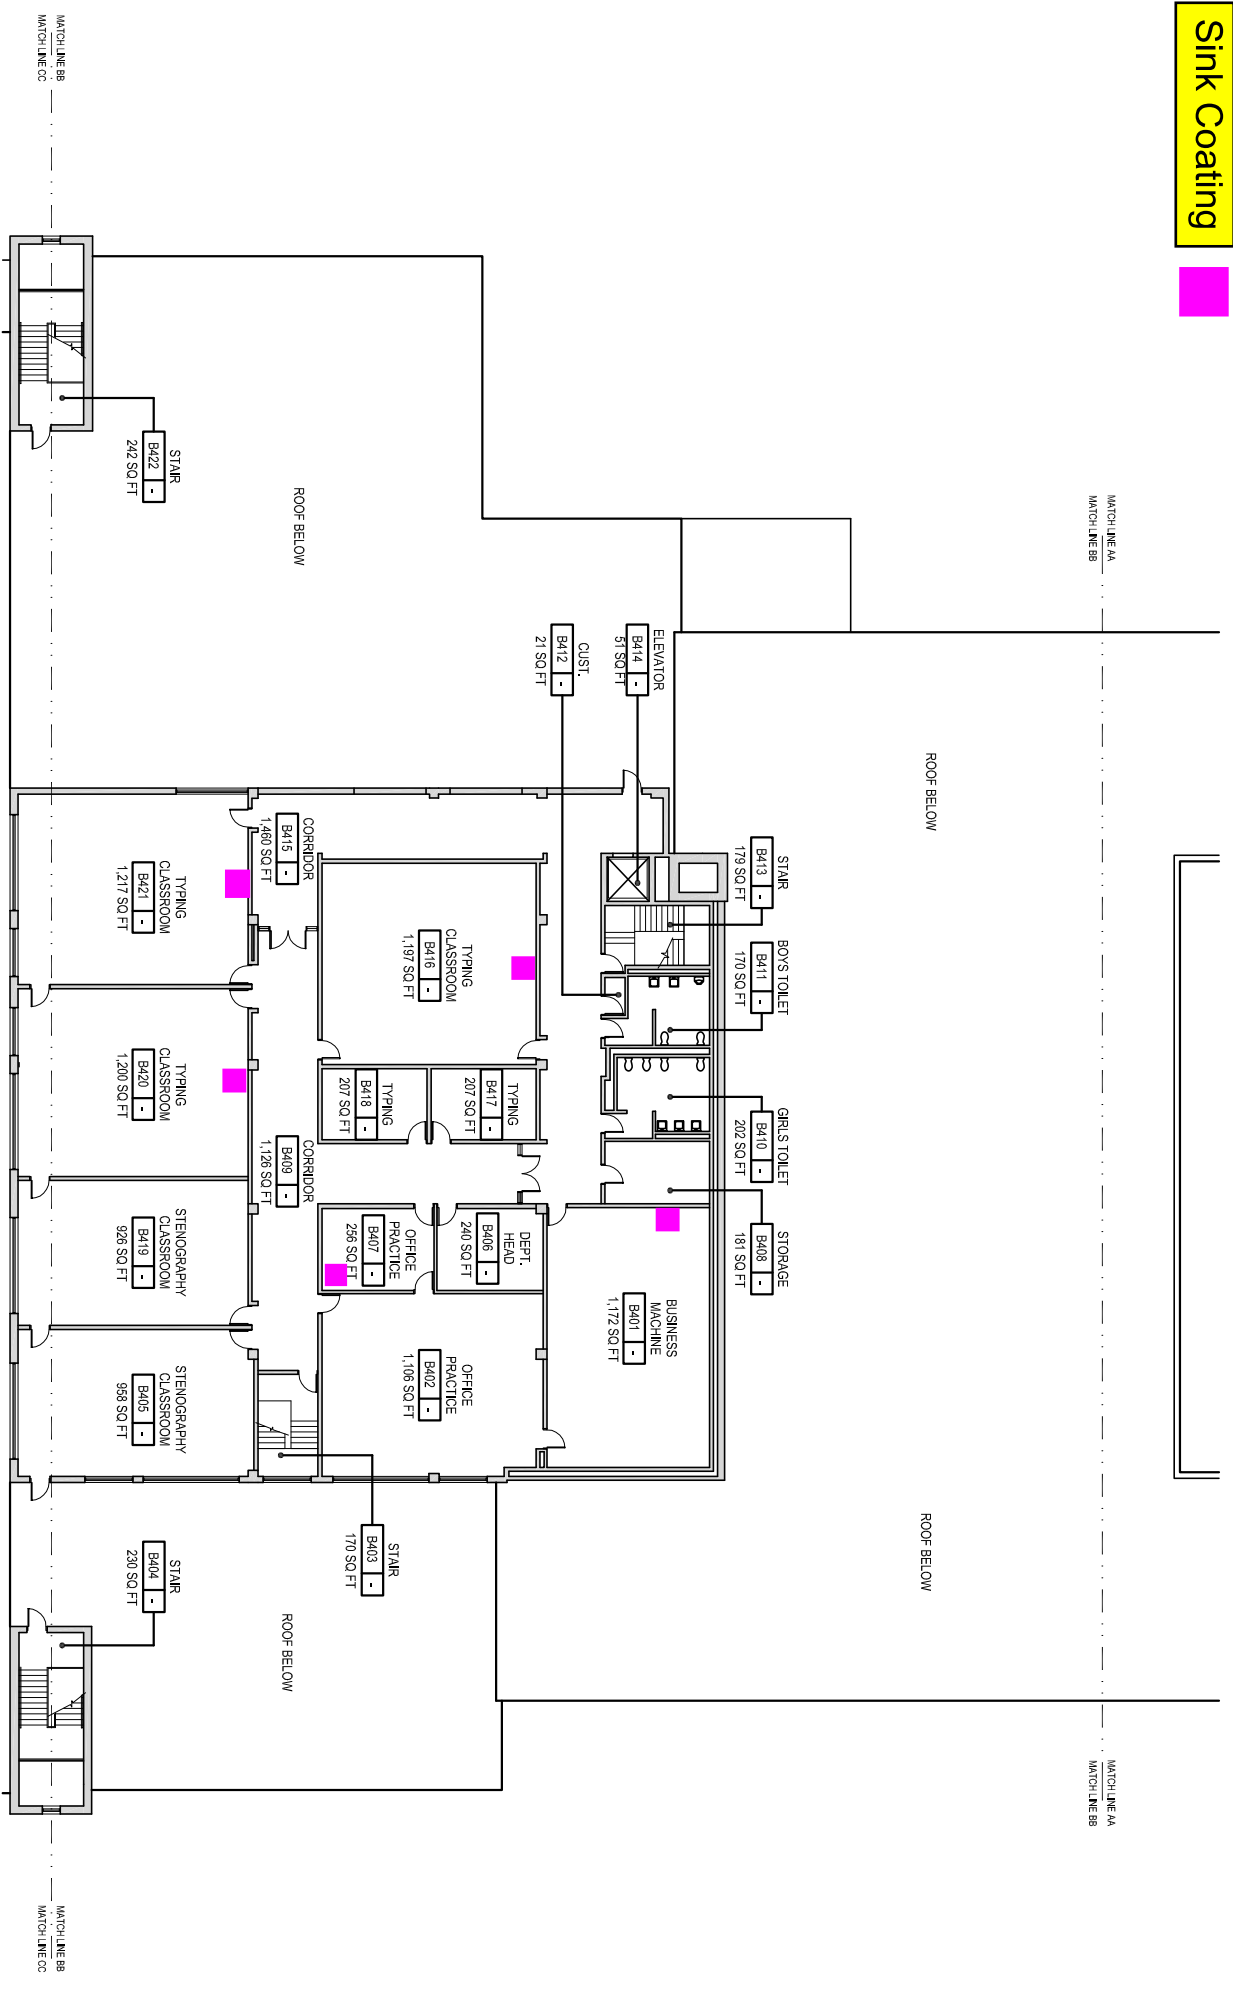 Sink Coating
MATCH LINE BB
MATCH LINE CC
MATCH LINE AA
MATCH LINE BB
STAIR
B422 -
242 SQ FT
ROOF BELOW
ELEVATOR
B414 -
51 SQ FT
CUST.
B412 -
21 SQ FT
ROOF BELOW
STAIR
B413 -
179 SQ FT
BOYS TOILET
B411 -
170 SQ FT
GIRLS TOILET
B410 -
202 SQ FT
STORAGE
B408 -
181 SQ FT
CORRIDOR
B415 -
1,460 SQ FT
TYPING
CLASSROOM
B421 -
1,217 SQ FT
TYPING
CLASSROOM
B416 -
1,197 SQ FT
TYPING
CLASSROOM
B420 -
1,200 SQ FT
TYPING
B418 -
207 SQ FT
TYPING
B417 -
207 SQ FT
CORRIDOR
B409 -
1,126 SQ FT
STENOGRAPHY
CLASSROOM
B419 -
926 SQ FT
OFFICE
PRACTICE
B407 -
256 SQ FT
DEPT.
HEAD
B406 -
240 SQ FT
BUSINESS
MACHINE
B401 -
1,172 SQ FT
OFFICE
PRACTICE
B402 -
1,106 SQ FT
STENOGRAPHY
CLASSROOM
B405 -
958 SQ FT
STAIR
B403 -
170 SQ FT
STAIR
B404 -
230 SQ FT
ROOF BELOW
ROOF BELOW
MATCH LINE AA
MATCH LINE BB
MATCH LINE BB
MATCH LINE CC